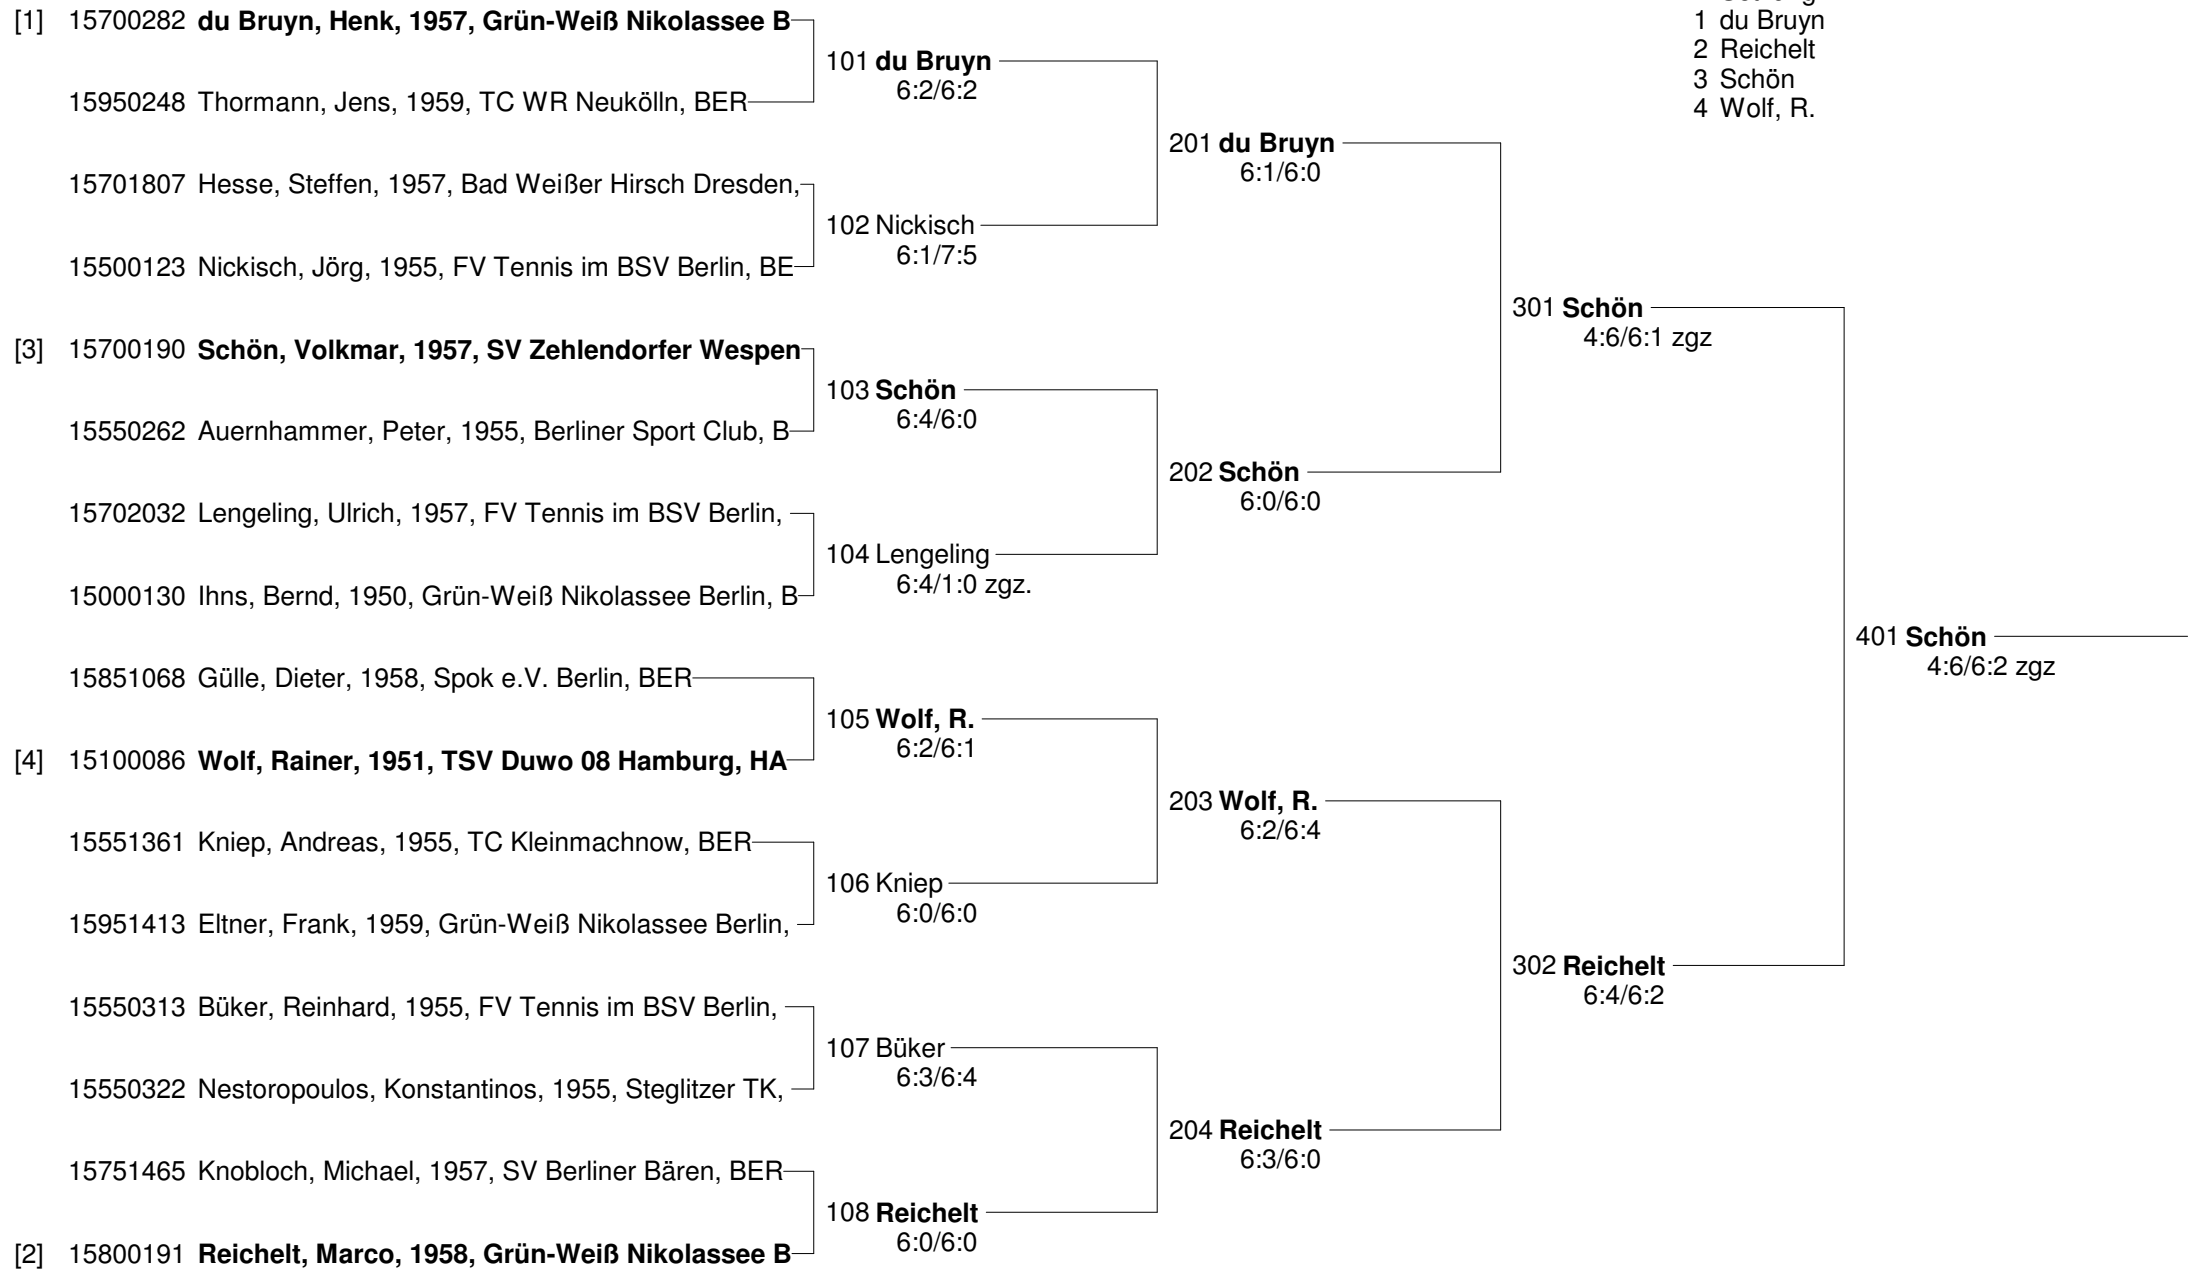 [1] 15700282 du Bruyn, Henk, 1957, Grün-Weiß Nikolassee B
15950248 Thormann, Jens, 1959, TC WR Neukölln, BER
15701807 Hesse, Steffen, 1957, Bad Weißer Hirsch Dresden,
15500123 Nickisch, Jörg, 1955, FV Tennis im BSV Berlin, BE
[3] 15700190 Schön, Volkmar, 1957, SV Zehlendorfer Wespen
15550262 Auernhammer, Peter, 1955, Berliner Sport Club, B
15702032 Lengeling, Ulrich, 1957, FV Tennis im BSV Berlin,
15000130 Ihns, Bernd, 1950, Grün-Weiß Nikolassee Berlin, B
15851068 Gülle, Dieter, 1958, Spok e.V. Berlin, BER
[4] 15100086 Wolf, Rainer, 1951, TSV Duwo 08 Hamburg, HA
15551361 Kniep, Andreas, 1955, TC Kleinmachnow, BER
15951413 Eltner, Frank, 1959, Grün-Weiß Nikolassee Berlin,
15550313 Büker, Reinhard, 1955, FV Tennis im BSV Berlin,
15550322 Nestoropoulos, Konstantinos, 1955, Steglitzer TK,
15751465 Knobloch, Michael, 1957, SV Berliner Bären, BER
[2] 15800191 Reichelt, Marco, 1958, Grün-Weiß Nikolassee B
101 du Bruyn
6:2/6:2
102 Nickisch
6:1/7:5
103 Schön
6:4/6:0
104 Lengeling
6:4/1:0 zgz.
105 Wolf, R.
6:2/6:1
106 Kniep
6:0/6:0
107 Büker
6:3/6:4
108 Reichelt
6:0/6:0
201 du Bruyn
6:1/6:0
202 Schön
6:0/6:0
203 Wolf, R.
6:2/6:4
204 Reichelt
6:3/6:0
301 Schön
4:6/6:1 zgz
302 Reichelt
6:4/6:2
401 Schön
4:6/6:2 zgz
1 du Bruyn
2 Reichelt
3 Schön
4 Wolf, R.